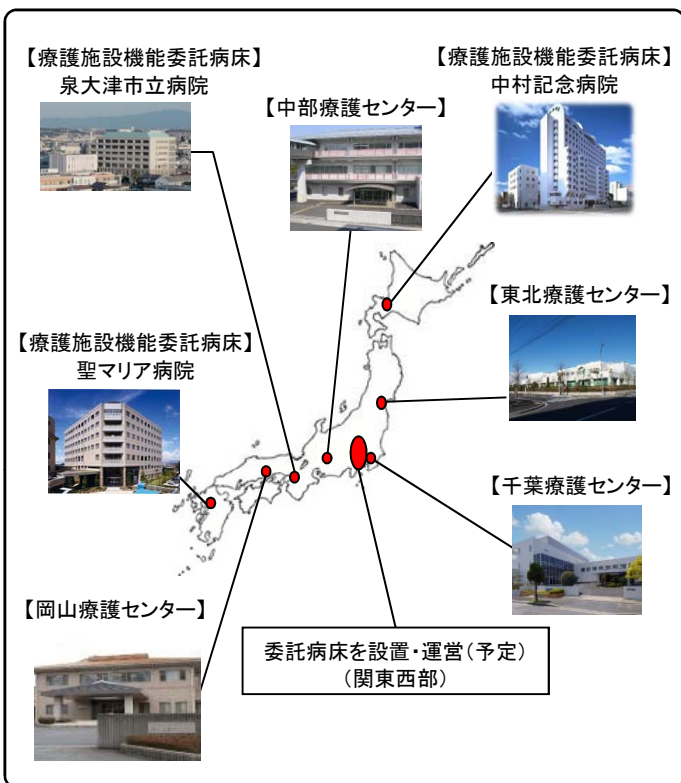 【療護施設機能委託病床】
泉大津市立病院
【中部療護センター】
【療護施設機能委託病床】
中村記念病院
【東北療護センター】
【療護施設機能委託病床】
聖マリア病院
【千葉療護センター】
【岡山療護センター】
委託病床を設置・運営(予定)
(関東西部)